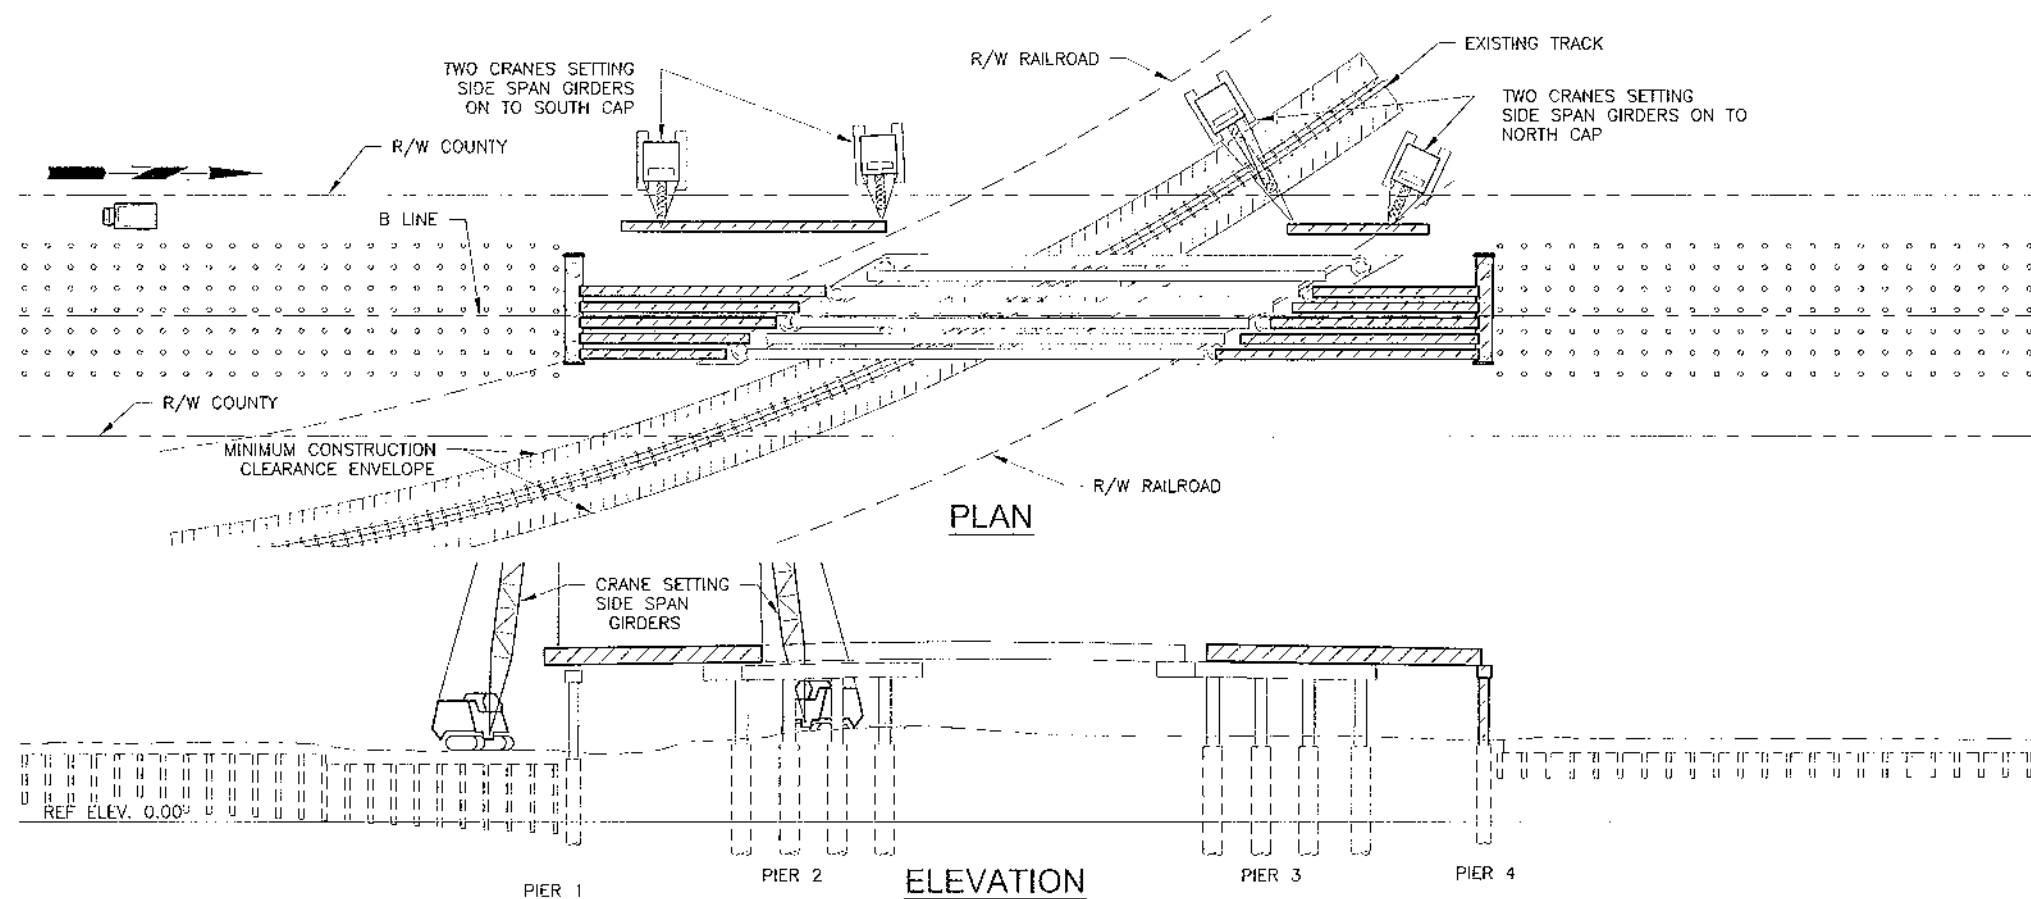 TWO CRANES SETTING
SIDE SPAN GIRDERS
ON TO SOUTH CAP
R/W RAILROAD
EXISTING TRACK
TWO CRANES SETTING
SIDE SPAN GIRDERS ON TO
NORTH CAP
R/W COUNTY
B LINE
R/W COUNTY
MINIMUM CONSTRUCTION
CLEARANCE ENVELOPE
R/W RAILROAD
PLAN
CRANE SETTING
SIDE SPAN
GIRDERS
REF ELEV. 0.00'
PIER 1
PIER 2
ELEVATION
PIER 3
PIER 4